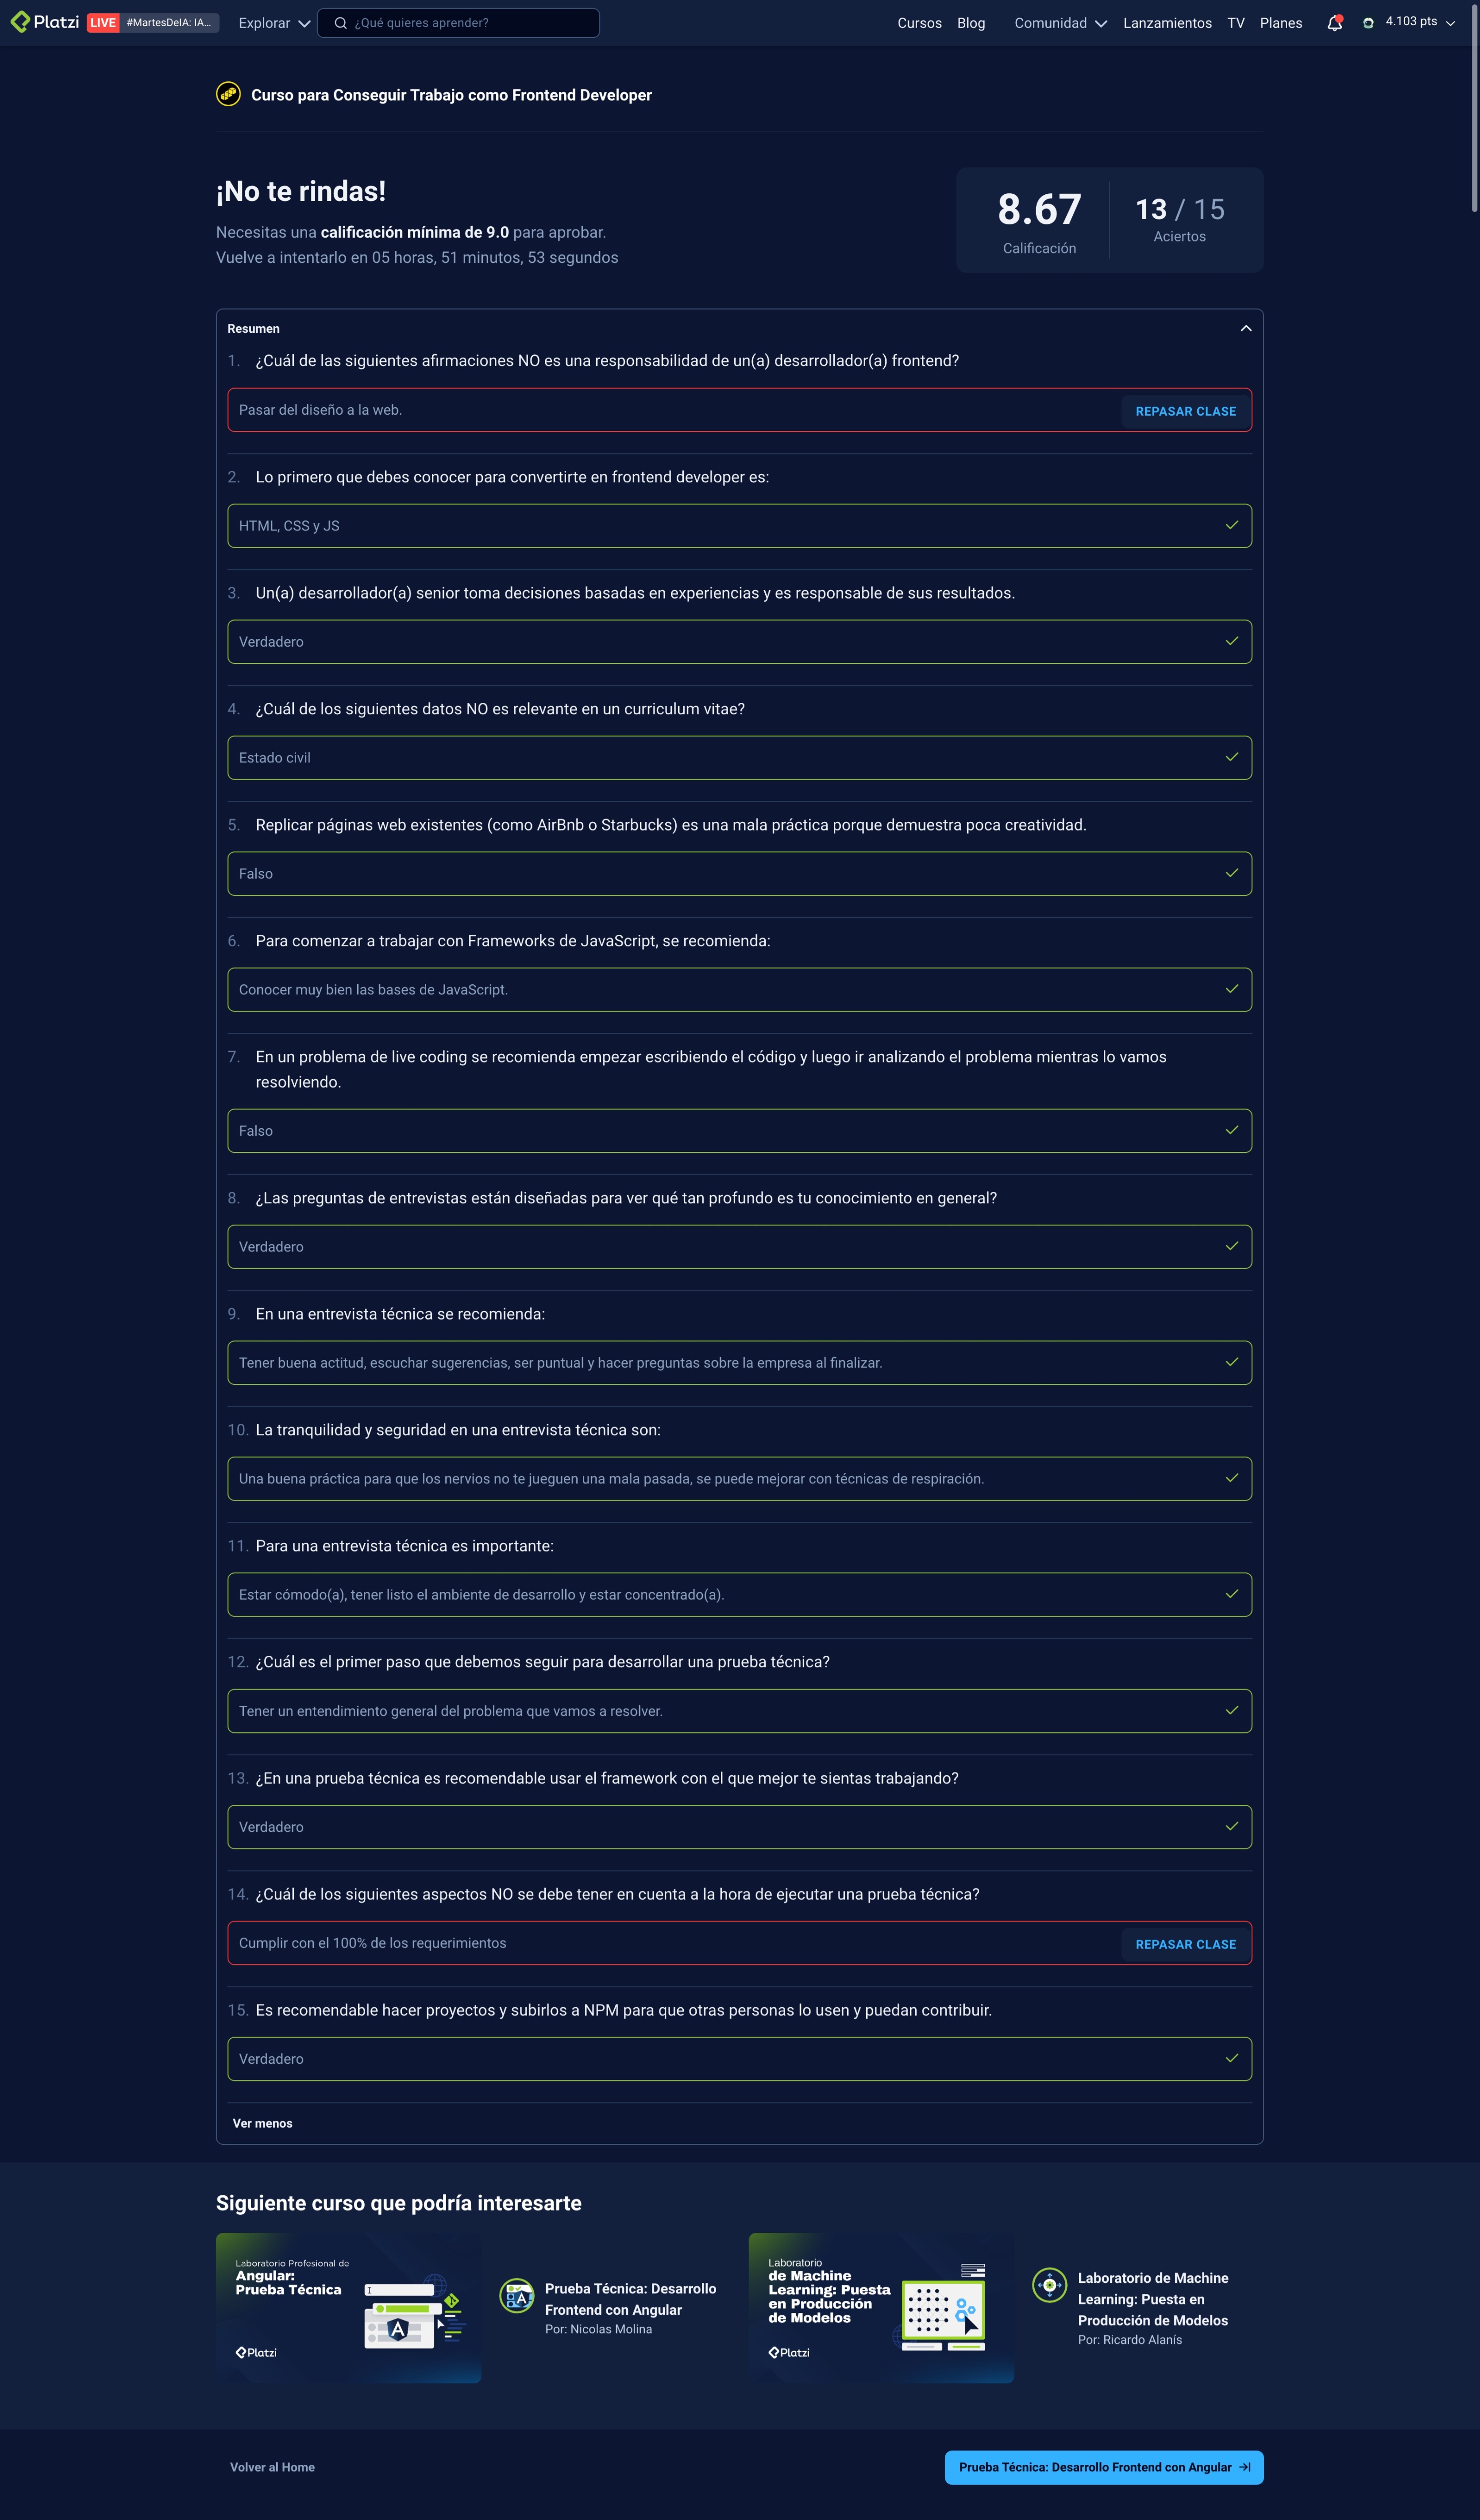 Platzi
LIVE #MartesDeIA: IA...
Explorar
¿Qué quieres aprender?
Cursos
Blog
Comunidad
Lanzamientos
TV
Planes
4.103 pts
Curso para Conseguir Trabajo como Frontend Developer
¡No te rindas!
Necesitas una calificación mínima de 9.0 para aprobar.
Vuelve a intentarlo en 05 horas, 51 minutos, 53 segundos
8.67
Calificación
13 / 15
Aciertos
Resumen
1. ¿Cuál de las siguientes afirmaciones NO es una responsabilidad de un(a) desarrollador(a) frontend?
Pasar del diseño a la web.
REPASAR CLASE
2. Lo primero que debes conocer para convertirte en frontend developer es:
HTML, CSS y JS
3. Un(a) desarrollador(a) senior toma decisiones basadas en experiencias y es responsable de sus resultados.
Verdadero
4. ¿Cuál de los siguientes datos NO es relevante en un curriculum vitae?
Estado civil
5. Replicar páginas web existentes (como AirBnb o Starbucks) es una mala práctica porque demuestra poca creatividad.
Falso
6. Para comenzar a trabajar con Frameworks de JavaScript, se recomienda:
Conocer muy bien las bases de JavaScript.
7. En un problema de live coding se recomienda empezar escribiendo el código y luego ir analizando el problema mientras lo vamos
resolviendo.
Falso
8. ¿Las preguntas de entrevistas están diseñadas para ver qué tan profundo es tu conocimiento en general?
Verdadero
9. En una entrevista técnica se recomienda:
Tener buena actitud, escuchar sugerencias, ser puntual y hacer preguntas sobre la empresa al finalizar.
10. La tranquilidad y seguridad en una entrevista técnica son:
Una buena práctica para que los nervios no te jueguen una mala pasada, se puede mejorar con técnicas de respiración.
11. Para una entrevista técnica es importante:
Estar cómodo(a), tener listo el ambiente de desarrollo y estar concentrado(a).
12. ¿Cuál es el primer paso que debemos seguir para desarrollar una prueba técnica?
Tener un entendimiento general del problema que vamos a resolver.
13. ¿En una prueba técnica es recomendable usar el framework con el que mejor te sientas trabajando?
Verdadero
14. ¿Cuál de los siguientes aspectos NO se debe tener en cuenta a la hora de ejecutar una prueba técnica?
Cumplir con el 100% de los requerimientos
REPASAR CLASE
15. Es recomendable hacer proyectos y subirlos a NPM para que otras personas lo usen y puedan contribuir.
Verdadero
Ver menos
Siguiente curso que podría interesarte
Laboratorio Profesional de
Angular:
Prueba Técnica
A
Platzi
A
Prueba Técnica: Desarrollo
Frontend con Angular
Por: Nicolas Molina
Laboratorio
de Machine
Learning: Puesta
en Producción
de Modelos
Platzi
Laboratorio de Machine
Learning: Puesta en
Producción de Modelos
Por: Ricardo Alanís
Volver al Home
Prueba Técnica: Desarrollo Frontend con Angular